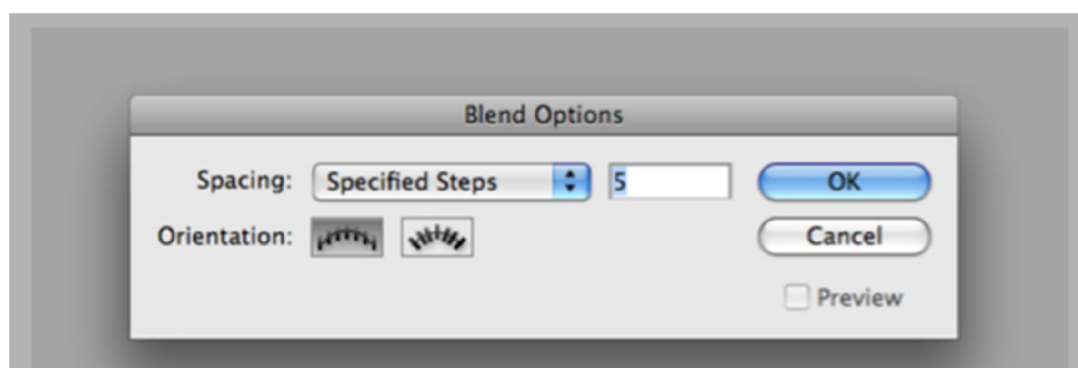 Blend Options
Spacing: Specified Steps 5 OK
Orientation: Cancel
Preview